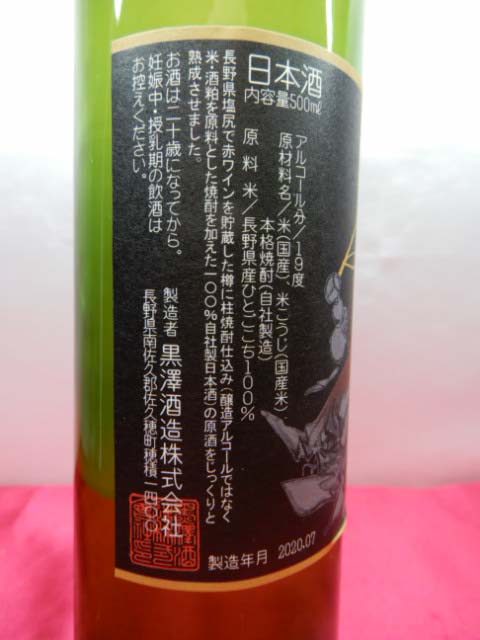 日本酒
内容量500ml
アルコール分/19度
原材料名/米(国産)、米こうじ(国産米)、
本格焼酎(自社製造)
原料米/長野県産ひとごこち100%
長野県塩尻で赤ワインを貯蔵した樽に柱焼酎仕込み(醸造アルコールではなく
米・酒粕を原料とした焼酎を加えた一〇〇%自社製日本酒)の原酒をじっくりと
熟成させました。
お酒は二十歳になってから。
妊娠中・授乳期の飲酒は
お控えください。
製造者 黒澤酒造株式会社
長野県南佐久郡佐久穂町穂積一四〇〇
製造年月 2020.07